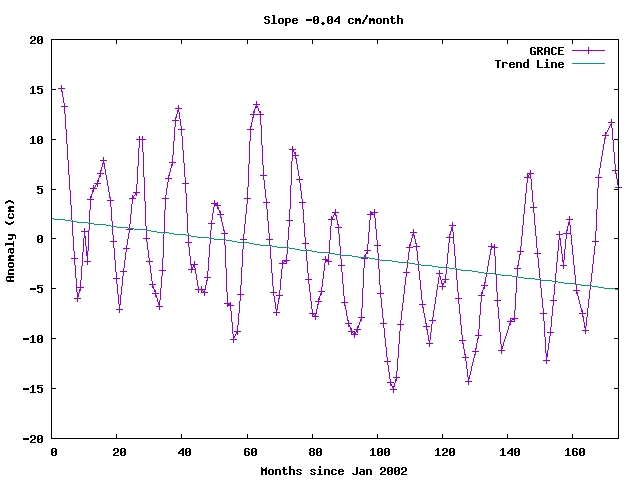 Slope -0.04 cm/month
GRACE
Trend Line
20
15
10
5
0
-5
-10
-15
-20
Anomaly (cm)
0 20 40 60 80 100 120 140 160
Months since Jan 2002